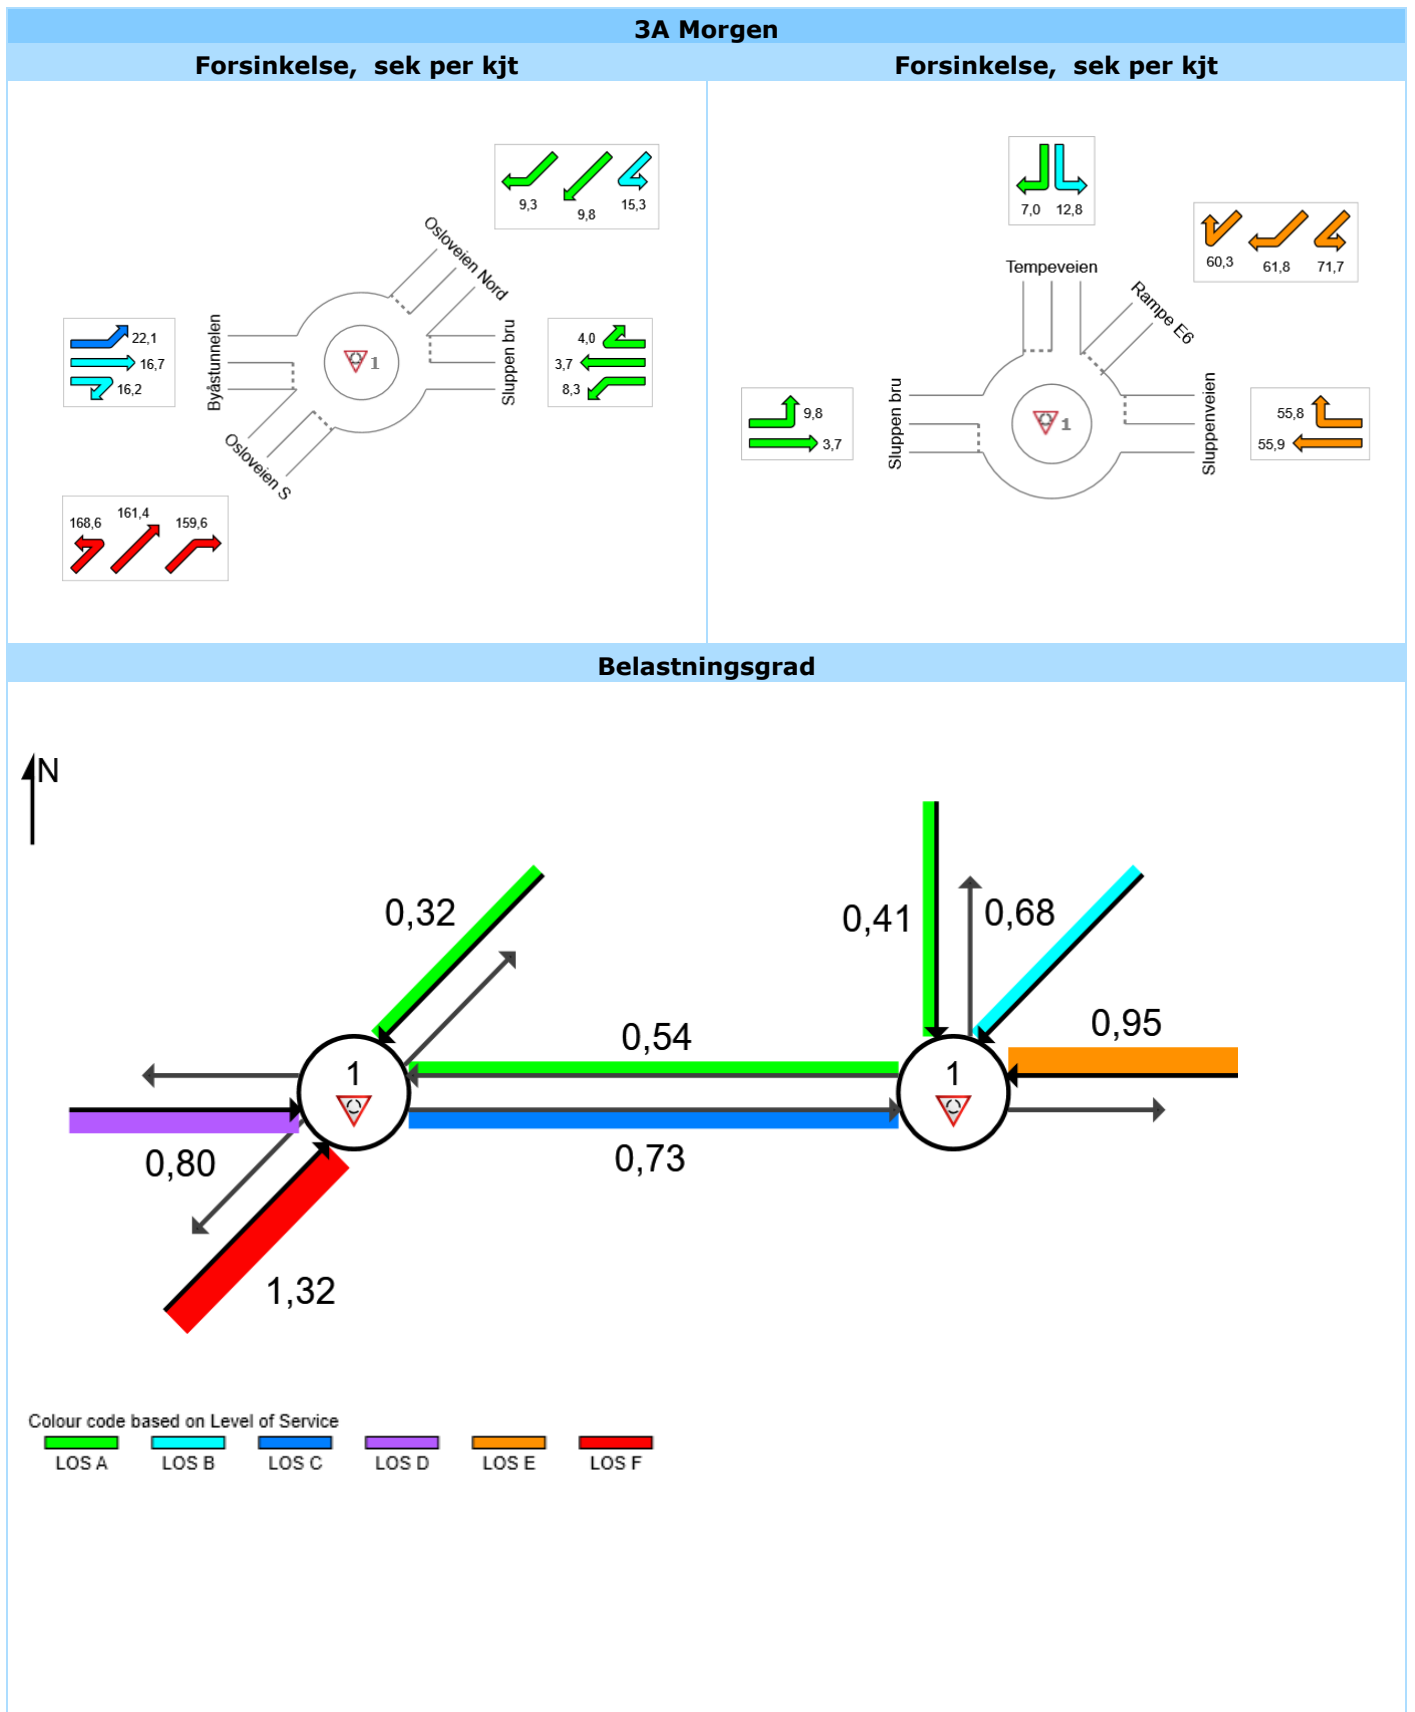 3A Morgen
Forsinkelse, sek per kjt
Forsinkelse, sek per kjt
9,3
9,8
15,3
Osloveien Nord
Byåstunnelen
Sluppen bru
Osloveien S
1
22,1
16,7
16,2
4,0
3,7
8,3
168,6
161,4
159,6
7,0
12,8
60,3
61,8
71,7
Tempeveien
Rampe E6
Sluppen bru
Sluppenveien
1
9,8
3,7
55,8
55,9
Belastningsgrad
N
0,32
0,41
0,68
0,54
0,95
1
1
0,80
0,73
1,32
Colour code based on Level of Service
LOS A LOS B LOS C LOS D LOS E LOS F